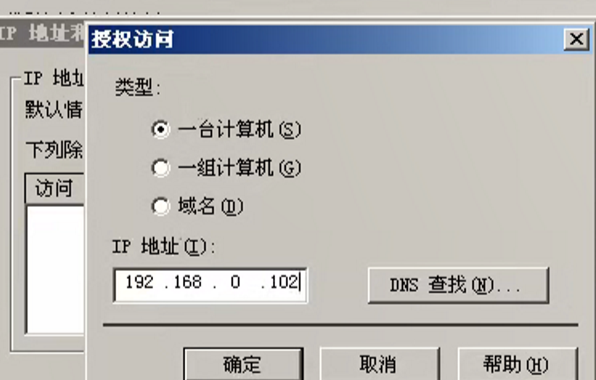 IP 地址和
授权访问
IP 地址
类型:
默认情
一台计算机(S)
下列除
一组计算机(G)
访问
域名(D)
IP 地址(I):
192 .168 . 0 .102
DNS 查找(N)...
确定
取消
帮助(H)